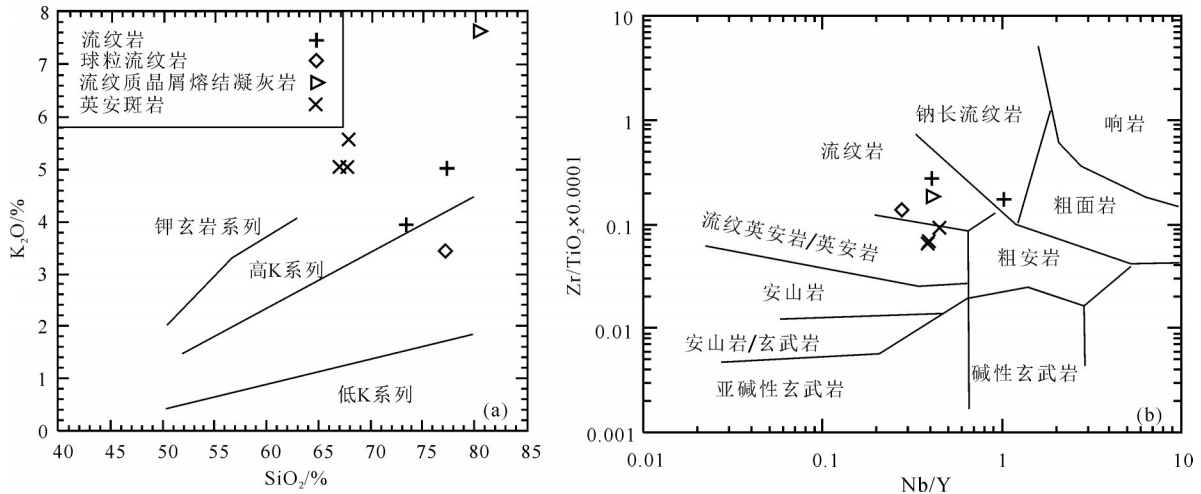 8
7
6
5
4
3
2
1
0
K₂O/%
流纹岩
球粒流纹岩
流纹质晶屑熔结凝灰岩
英安斑岩
钾玄岩系列
高K系列
低K系列
(a)
40 45 50 55 60 65 70 75 80 85
SiO₂/%
10
1
0.1
0.01
0.001
Zr/TiO₂×0.0001
钠长流纹岩
响岩
流纹岩
粗面岩
流纹英安岩/英安岩
粗安岩
安山岩
安山岩/玄武岩
亚碱性玄武岩
碱性玄武岩
(b)
0.01 0.1 1 10
Nb/Y